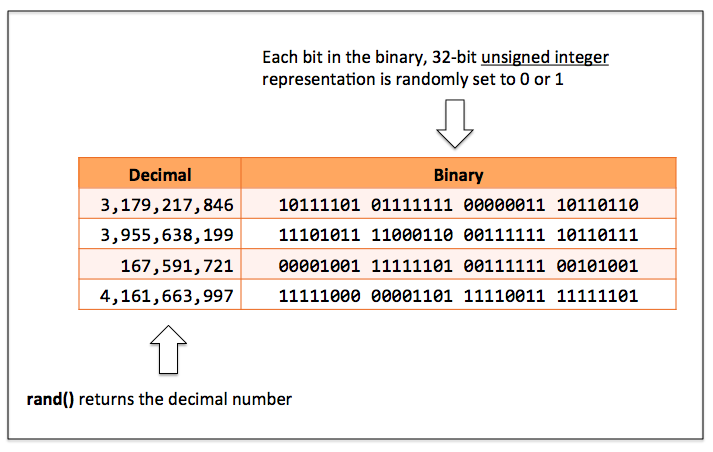 Each bit in the binary, 32-bit unsigned integer
representation is randomly set to 0 or 1
Decimal Binary
3,179,217,846 10111101 01111111 00000011 10110110
3,955,638,199 11101011 11000110 00111111 10110111
167,591,721 00001001 11111101 00111111 00101001
4,161,663,997 11111000 00001101 11110011 11111101
rand() returns the decimal number